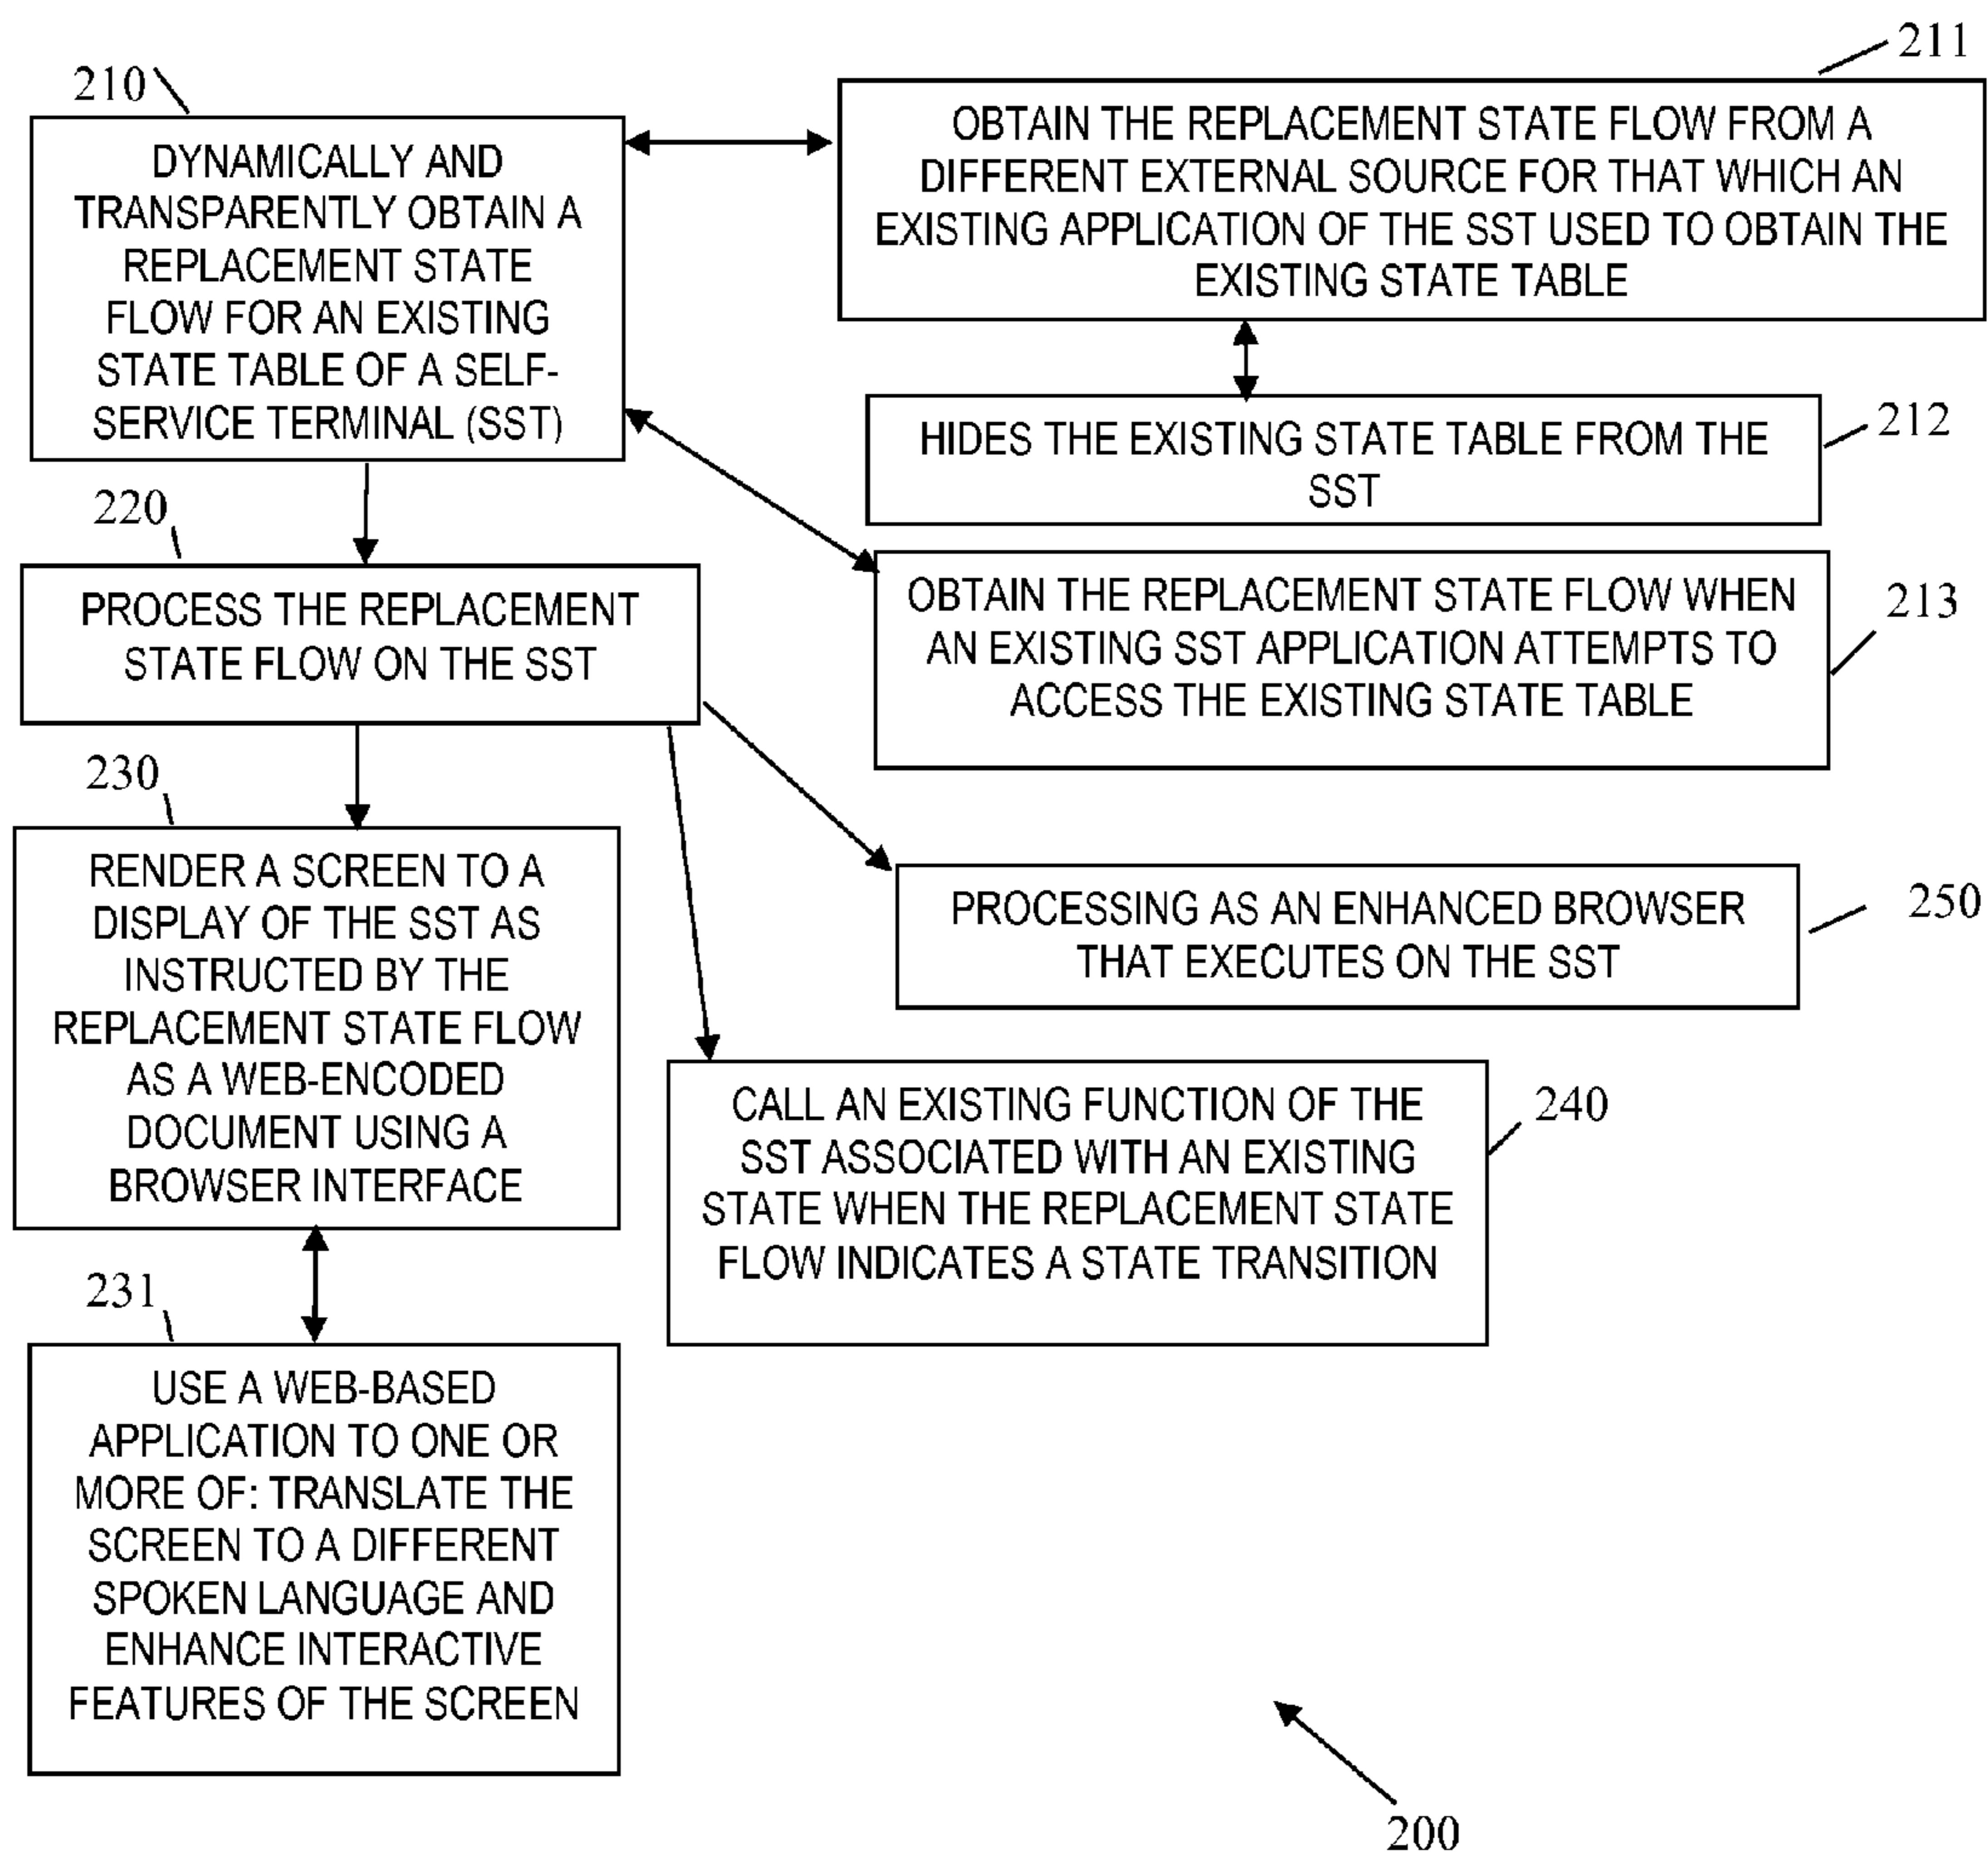 210
DYNAMICALLY AND
TRANSPARENTLY OBTAIN A
REPLACEMENT STATE
FLOW FOR AN EXISTING
STATE TABLE OF A SELF-
SERVICE TERMINAL (SST)
211
OBTAIN THE REPLACEMENT STATE FLOW FROM A
DIFFERENT EXTERNAL SOURCE FOR THAT WHICH AN
EXISTING APPLICATION OF THE SST USED TO OBTAIN THE
EXISTING STATE TABLE
212
HIDES THE EXISTING STATE TABLE FROM THE
SST
213
OBTAIN THE REPLACEMENT STATE FLOW WHEN
AN EXISTING SST APPLICATION ATTEMPTS TO
ACCESS THE EXISTING STATE TABLE
220
PROCESS THE REPLACEMENT
STATE FLOW ON THE SST
230
RENDER A SCREEN TO A
DISPLAY OF THE SST AS
INSTRUCTED BY THE
REPLACEMENT STATE FLOW
AS A WEB-ENCODED
DOCUMENT USING A
BROWSER INTERFACE
250
PROCESSING AS AN ENHANCED BROWSER
THAT EXECUTES ON THE SST
240
CALL AN EXISTING FUNCTION OF THE
SST ASSOCIATED WITH AN EXISTING
STATE WHEN THE REPLACEMENT STATE
FLOW INDICATES A STATE TRANSITION
231
USE A WEB-BASED
APPLICATION TO ONE OR
MORE OF: TRANSLATE THE
SCREEN TO A DIFFERENT
SPOKEN LANGUAGE AND
ENHANCE INTERACTIVE
FEATURES OF THE SCREEN
200